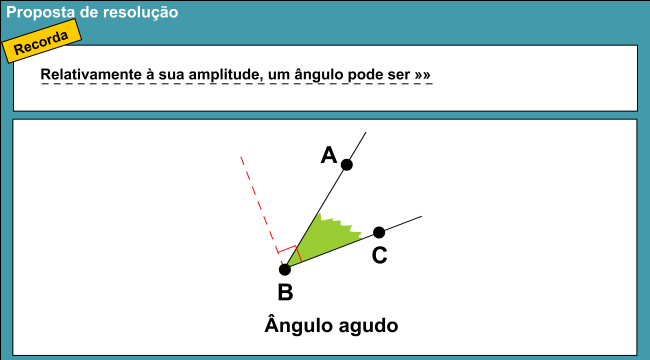 Proposta de resolução
Recorda
Relativamente à sua amplitude, um ângulo pode ser »»
A
C
B
Ângulo agudo